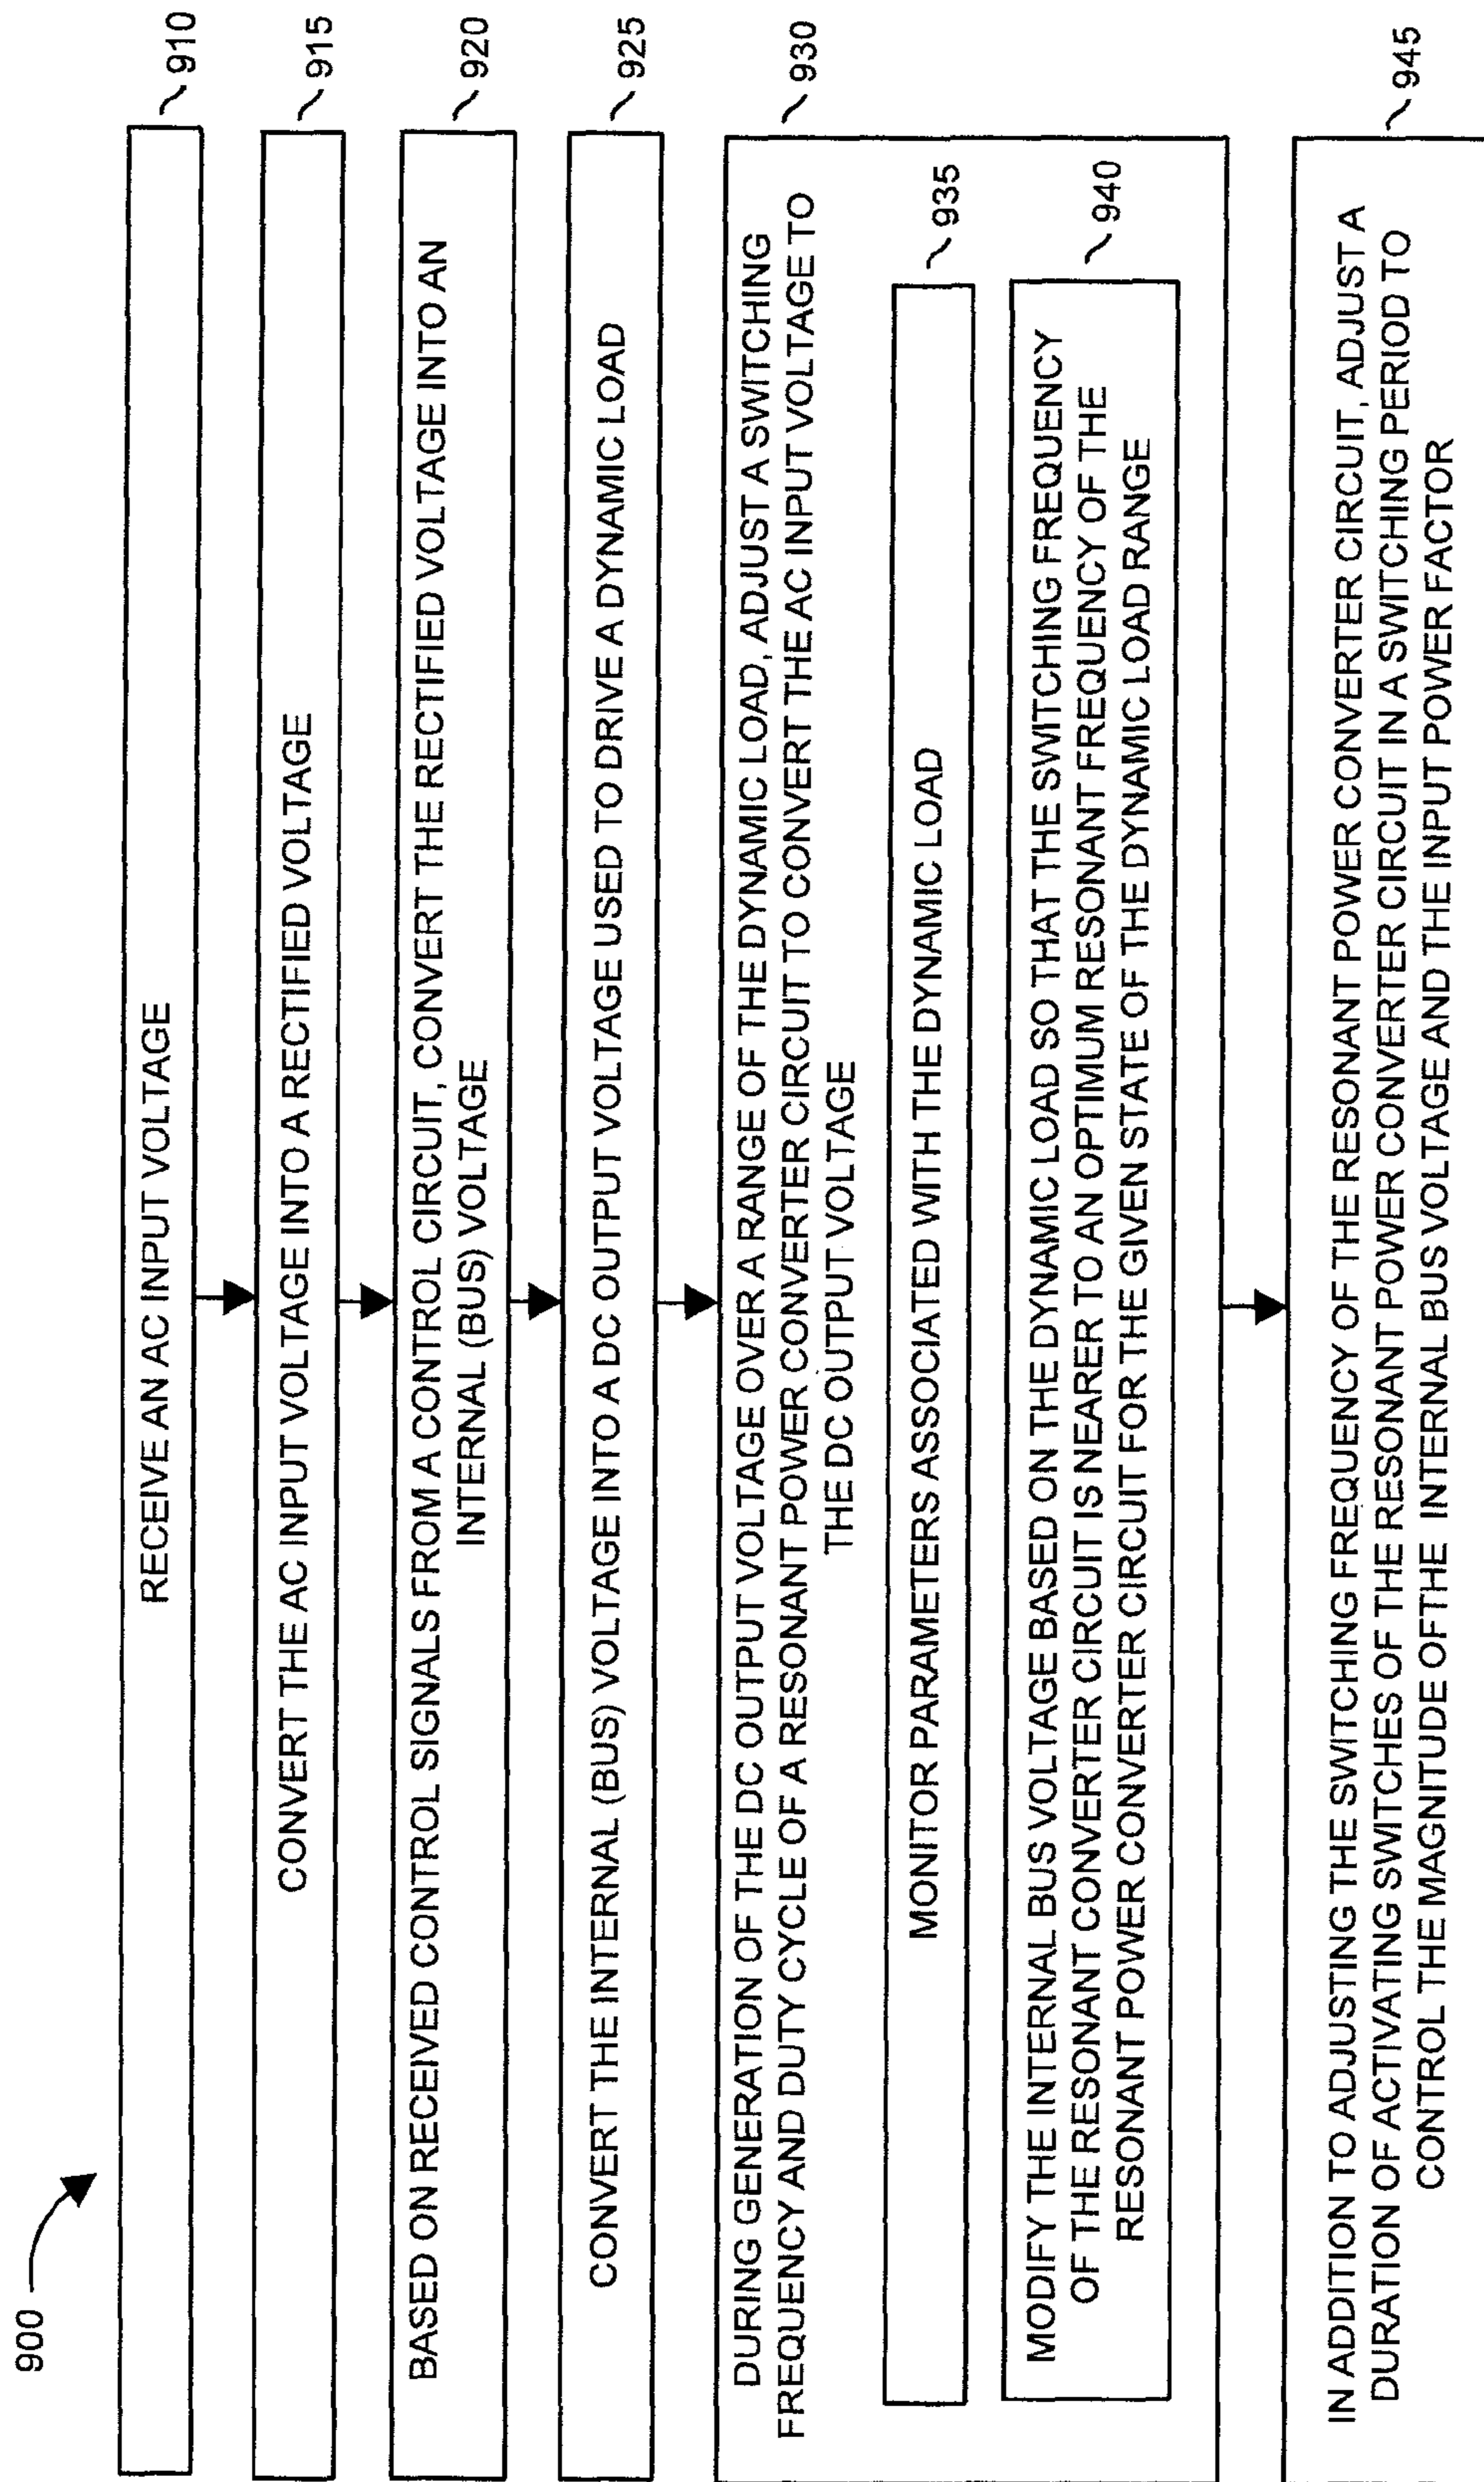 900
RECEIVE AN AC INPUT VOLTAGE
910
CONVERT THE AC INPUT VOLTAGE INTO A RECTIFIED VOLTAGE
915
BASED ON RECEIVED CONTROL SIGNALS FROM A CONTROL CIRCUIT, CONVERT THE RECTIFIED VOLTAGE INTO AN
INTERNAL (BUS) VOLTAGE
920
CONVERT THE INTERNAL (BUS) VOLTAGE INTO A DC OUTPUT VOLTAGE USED TO DRIVE A DYNAMIC LOAD
925
DURING GENERATION OF THE DC OUTPUT VOLTAGE OVER A RANGE OF THE DYNAMIC LOAD, ADJUST A SWITCHING
FREQUENCY AND DUTY CYCLE OF A RESONANT POWER CONVERTER CIRCUIT TO CONVERT THE AC INPUT VOLTAGE TO
THE DC OUTPUT VOLTAGE
930
MONITOR PARAMETERS ASSOCIATED WITH THE DYNAMIC LOAD
935
MODIFY THE INTERNAL BUS VOLTAGE BASED ON THE DYNAMIC LOAD SO THAT THE SWITCHING FREQUENCY
OF THE RESONANT CONVERTER CIRCUIT IS NEARER TO AN OPTIMUM RESONANT FREQUENCY OF THE
RESONANT POWER CONVERTER CIRCUIT FOR THE GIVEN STATE OF THE DYNAMIC LOAD RANGE
940
IN ADDITION TO ADJUSTING THE SWITCHING FREQUENCY OF THE RESONANT POWER CONVERTER CIRCUIT, ADJUST A
DURATION OF ACTIVATING SWITCHES OF THE RESONANT POWER CONVERTER CIRCUIT IN A SWITCHING PERIOD TO
CONTROL THE MAGNITUDE OFTHE INTERNAL BUS VOLTAGE AND THE INPUT POWER FACTOR
945